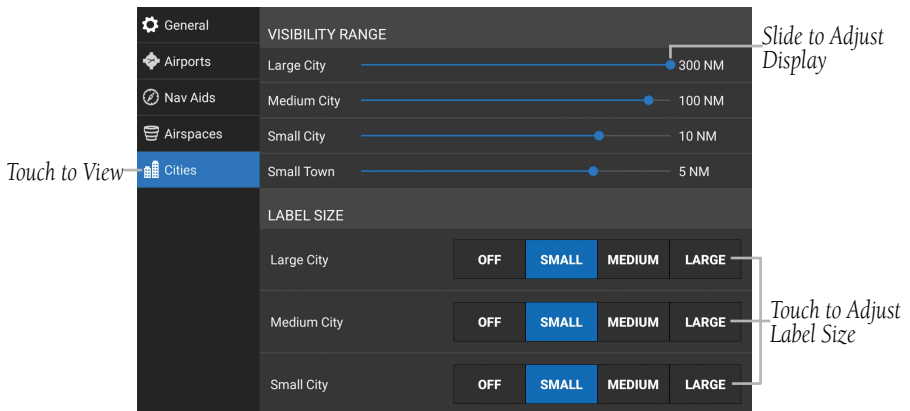 General
Airports
Nav Aids
Airspaces
Cities
Touch to View
VISIBILITY RANGE
Large City 300 NM
Medium City 100 NM
Small City 10 NM
Small Town 5 NM
Slide to Adjust
Display
LABEL SIZE
Large City OFF SMALL MEDIUM LARGE
Medium City OFF SMALL MEDIUM LARGE
Small City OFF SMALL MEDIUM LARGE
Touch to Adjust
Label Size